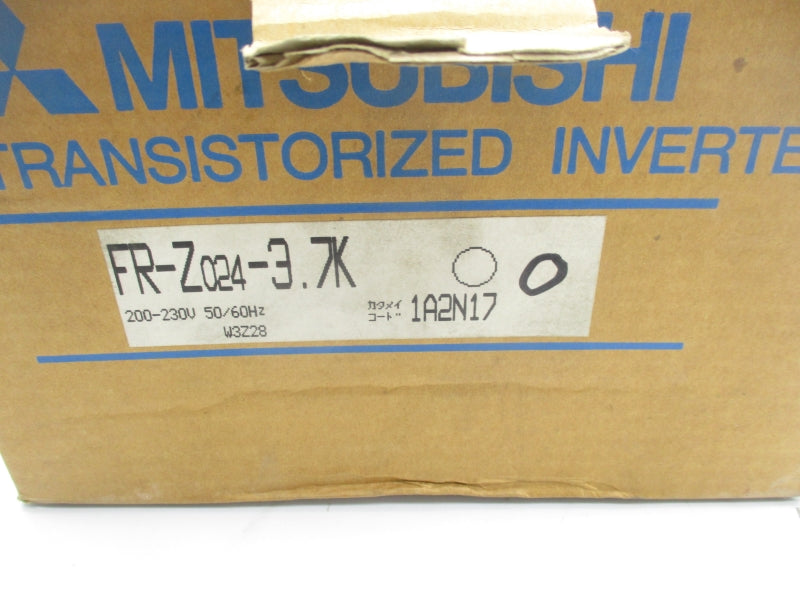 MITSUBISHI
TRANSISTORIZED INVERTE
FR-Z024-3.7K
O
200-230V 50/60Hz
カタメイ
コード 1A2N17
W3Z28